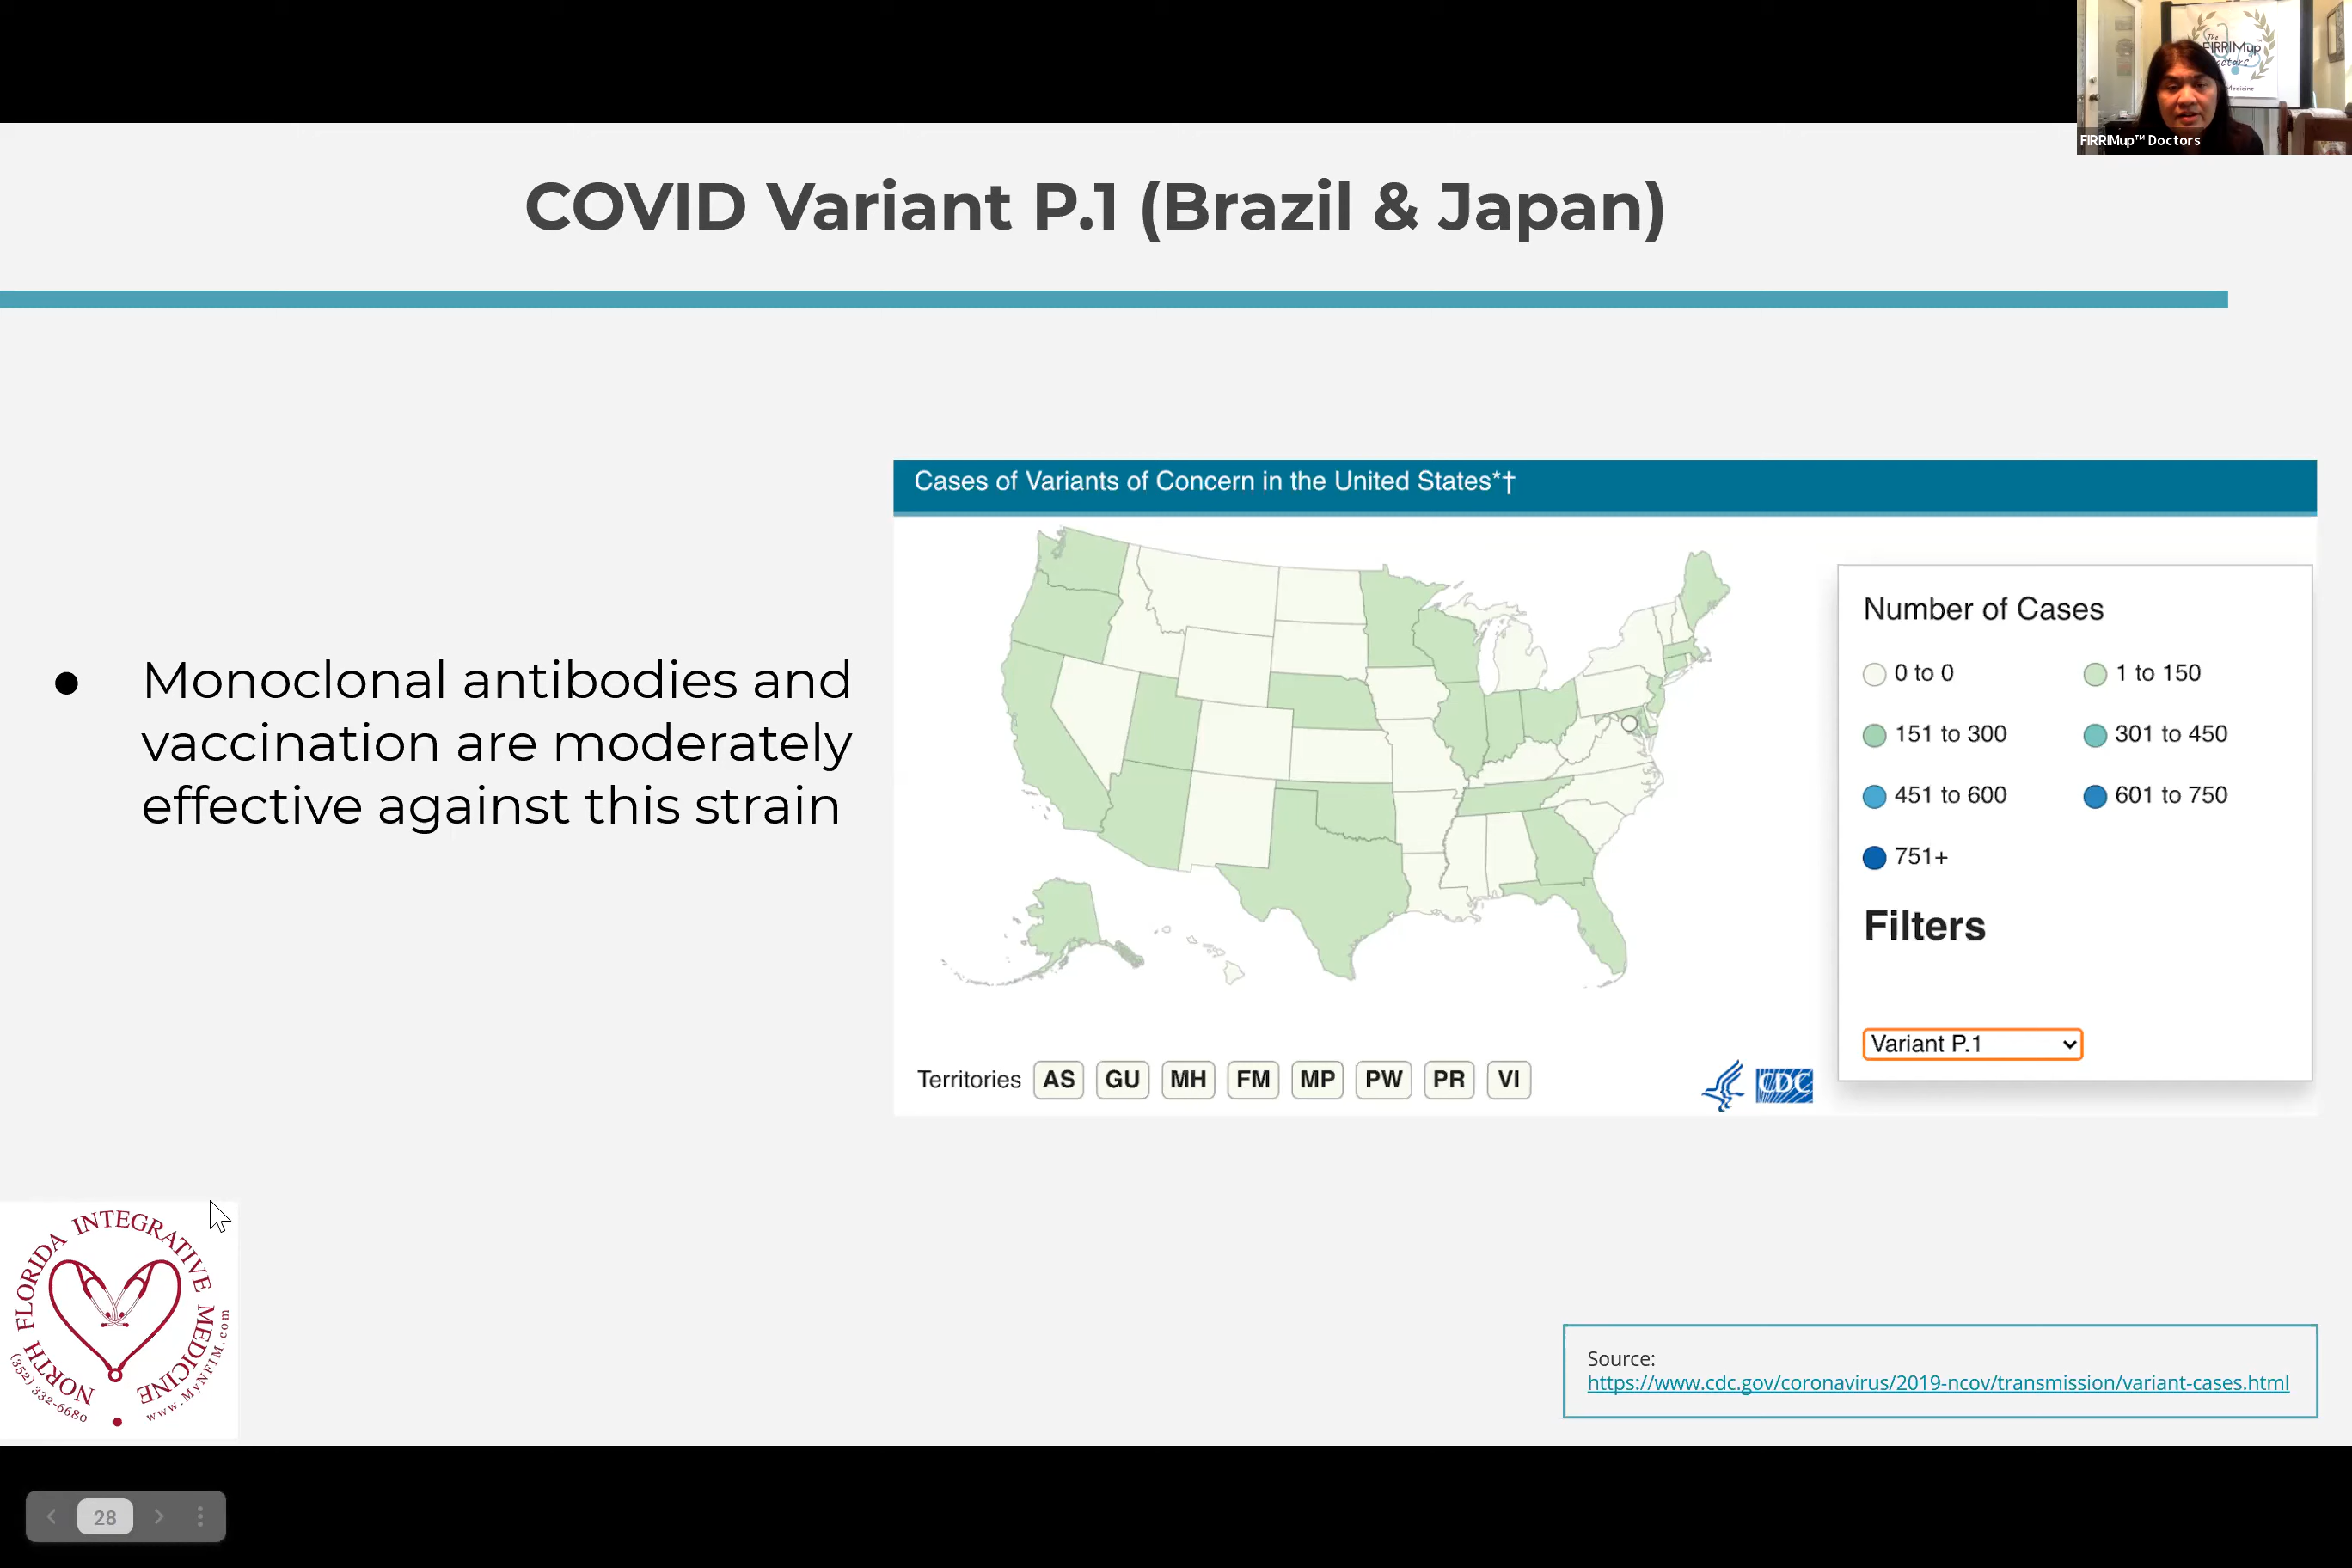 The
FIRRIMup™
Doctors
Medicine
FIRRIMup™ Doctors
COVID Variant P.1 (Brazil & Japan)
● Monoclonal antibodies and
vaccination are moderately
effective against this strain
Cases of Variants of Concern in the United States*†
Number of Cases
0 to 0
1 to 150
151 to 300
301 to 450
451 to 600
601 to 750
751+
Filters
Variant P.1
Territories AS GU MH FM MP PW PR VI
CDC
NORTH FLORIDA INTEGRATIVE MEDICINE
(352) 332-6680
www.MyNFIM.com
Source:
https://www.cdc.gov/coronavirus/2019-ncov/transmission/variant-cases.html
28